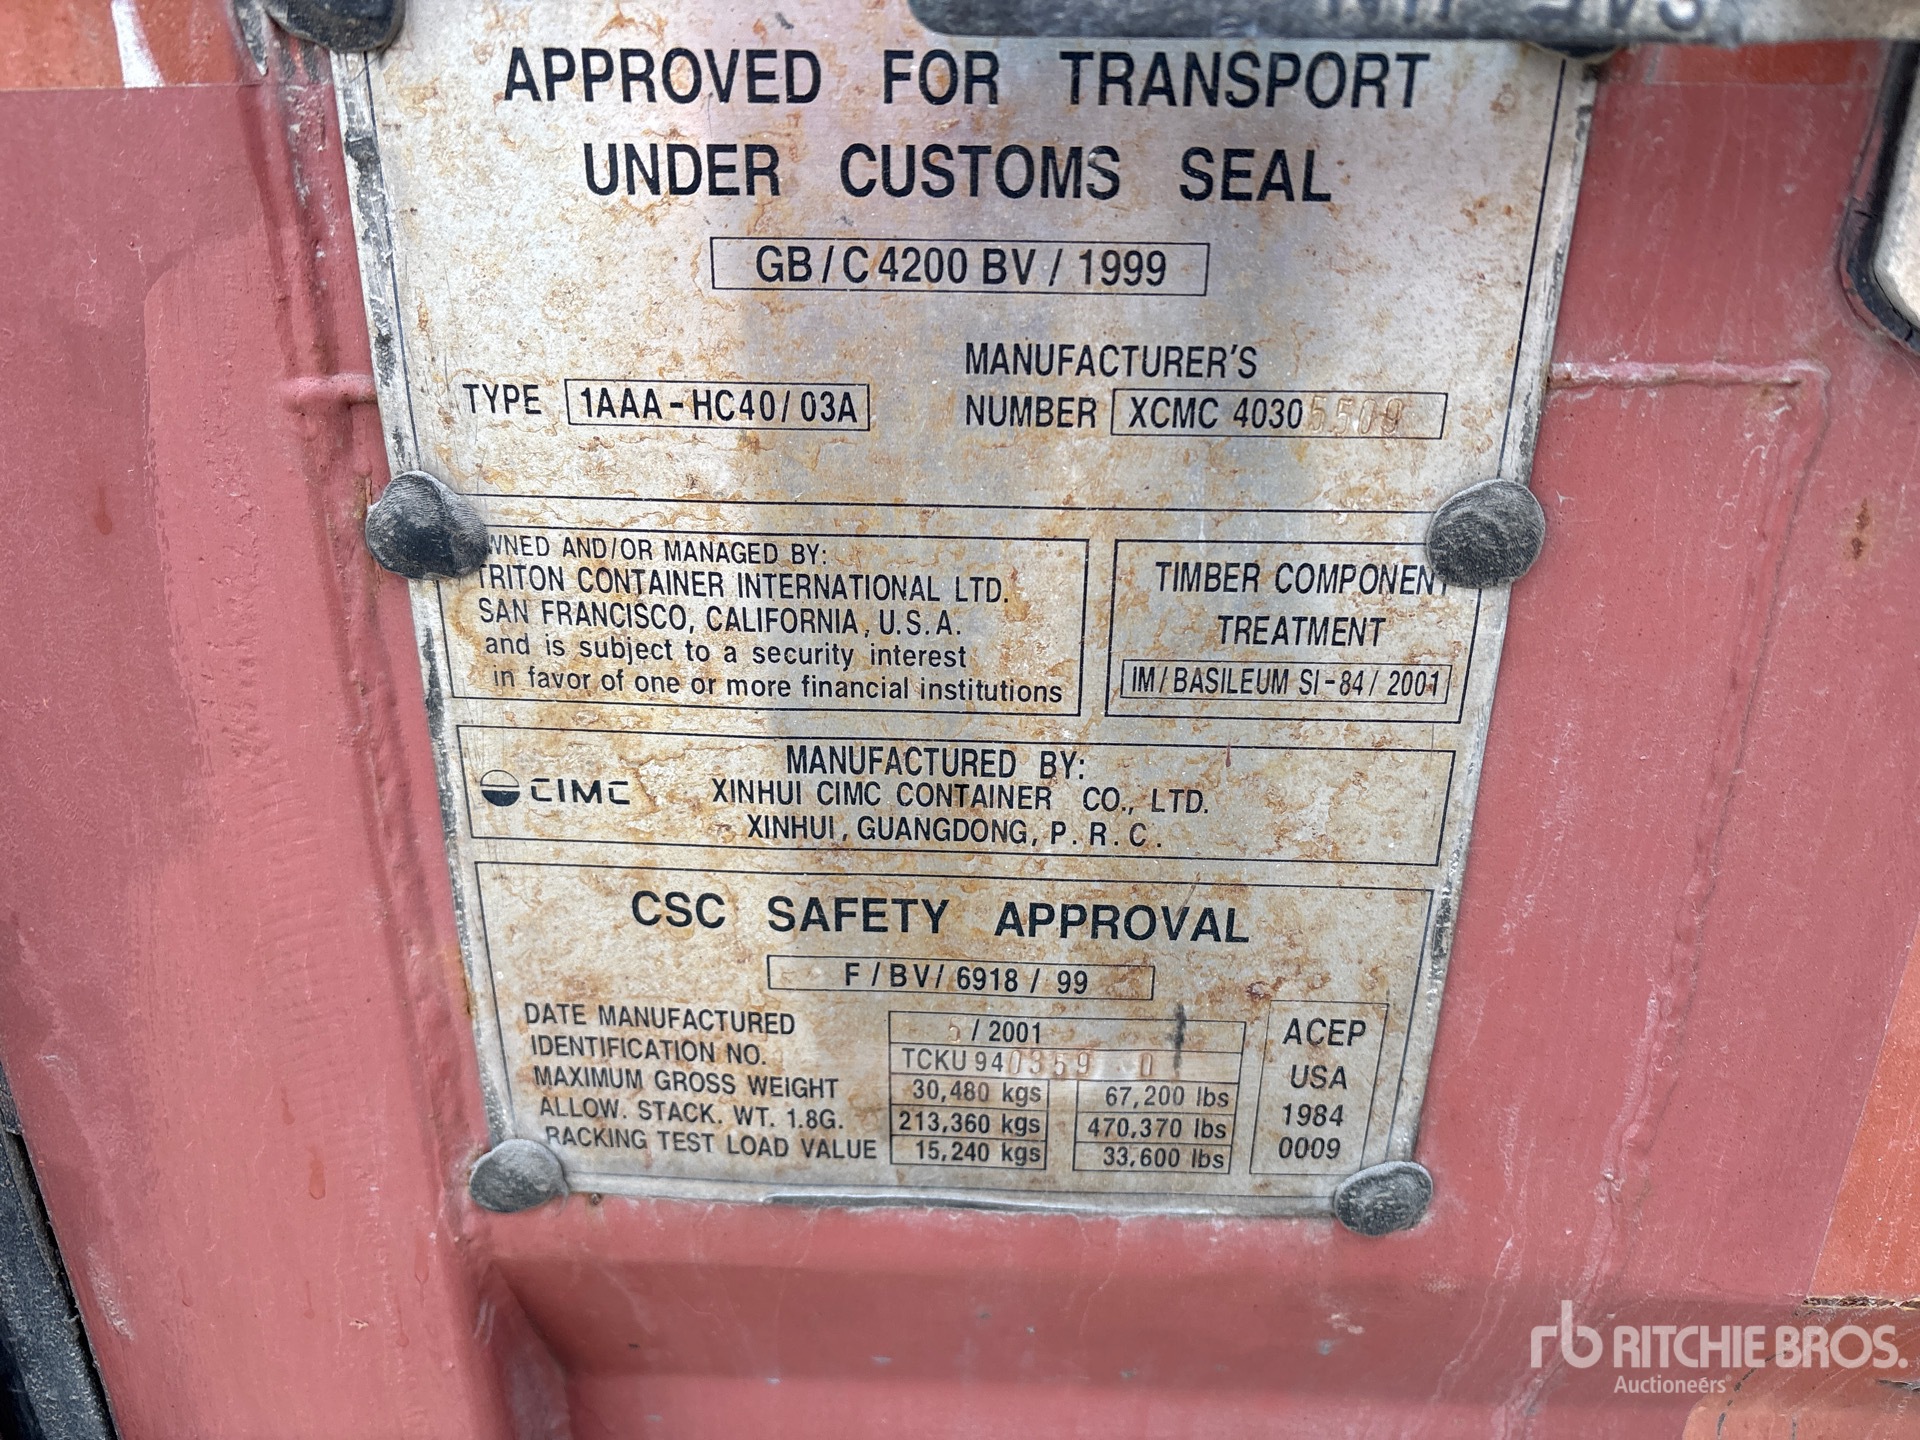 APPROVED FOR TRANSPORT
UNDER CUSTOMS SEAL
GB/C4200 BV/1999
TYPE 1AAA-HC40/03A
MANUFACTURER'S
NUMBER XCMC 40305509
WNED AND/OR MANAGED BY:
TRITON CONTAINER INTERNATIONAL LTD.
SAN FRANCISCO, CALIFORNIA, U.S.A.
and is subject to a security interest
in favor of one or more financial institutions
TIMBER COMPONENT
TREATMENT
IM/BASILEUM SI-84/2001
CIMC
MANUFACTURED BY:
XINHUI CIMC CONTAINER CO., LTD.
XINHUI, GUANGDONG, P.R.C.
CSC SAFETY APPROVAL
F/BV/6918/99
DATE MANUFACTURED 5/2001
IDENTIFICATION NO. TCKU 940359 0
MAXIMUM GROSS WEIGHT 30,480 kgs 67,200 lbs
ALLOW. STACK. WT. 1.8G. 213,360 kgs 470,370 lbs
RACKING TEST LOAD VALUE 15,240 kgs 33,600 lbs
ACEP
USA
1984
0009
rb RITCHIE BROS.
Auctioneers